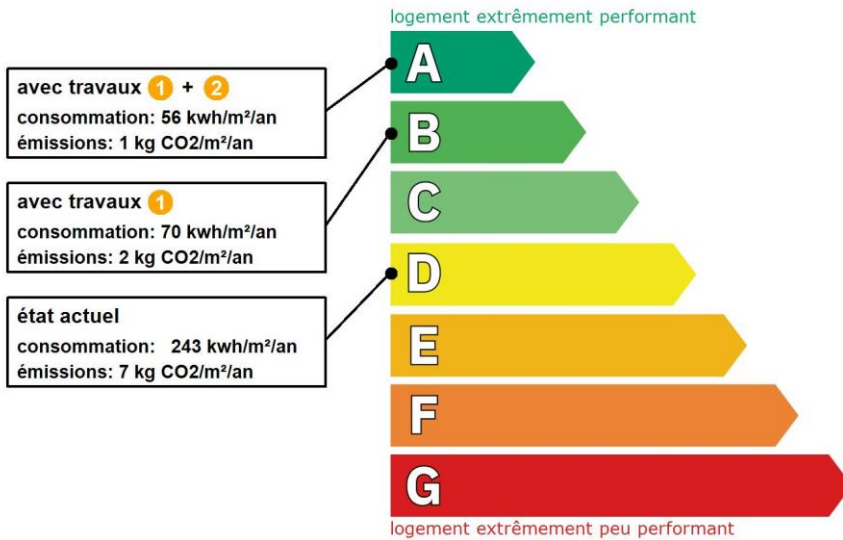 logement extrêmement performant
A
avec travaux 1 + 2
consommation: 56 kwh/m²/an
émissions: 1 kg CO2/m²/an
B
avec travaux 1
consommation: 70 kwh/m²/an
émissions: 2 kg CO2/m²/an
C
D
état actuel
consommation: 243 kwh/m²/an
émissions: 7 kg CO2/m²/an
E
F
G
logement extrêmement peu performant